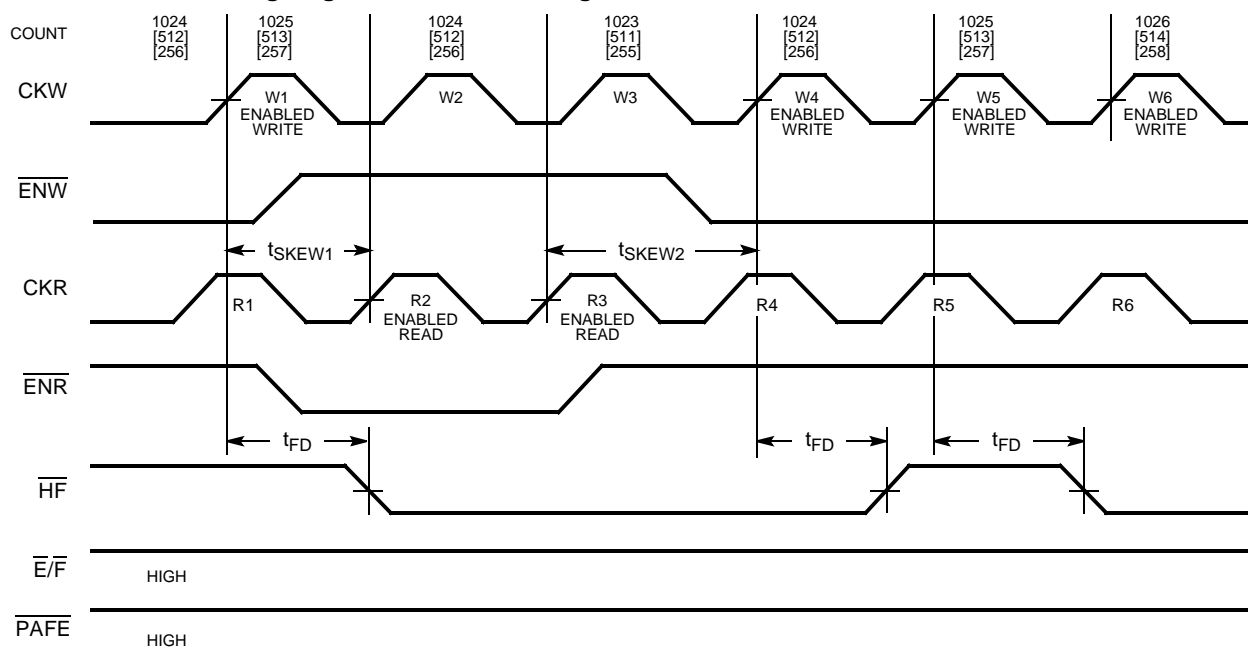 COUNT
1024 1025 1024 1023 1024 1025 1026
[512] [513] [512] [511] [512] [513] [514]
[256] [257] [256] [255] [256] [257] [258]
CKW
W1 W2 W3 W4 W5 W6
ENABLED ENABLED ENABLED ENABLED
WRITE WRITE WRITE WRITE
ENW
tSKEW1 tSKEW2
CKR
R1 R2 R3 R4 R5 R6
ENABLED ENABLED
READ READ
ENR
tFD tFD tFD
HF
E/F
HIGH
PAFE
HIGH